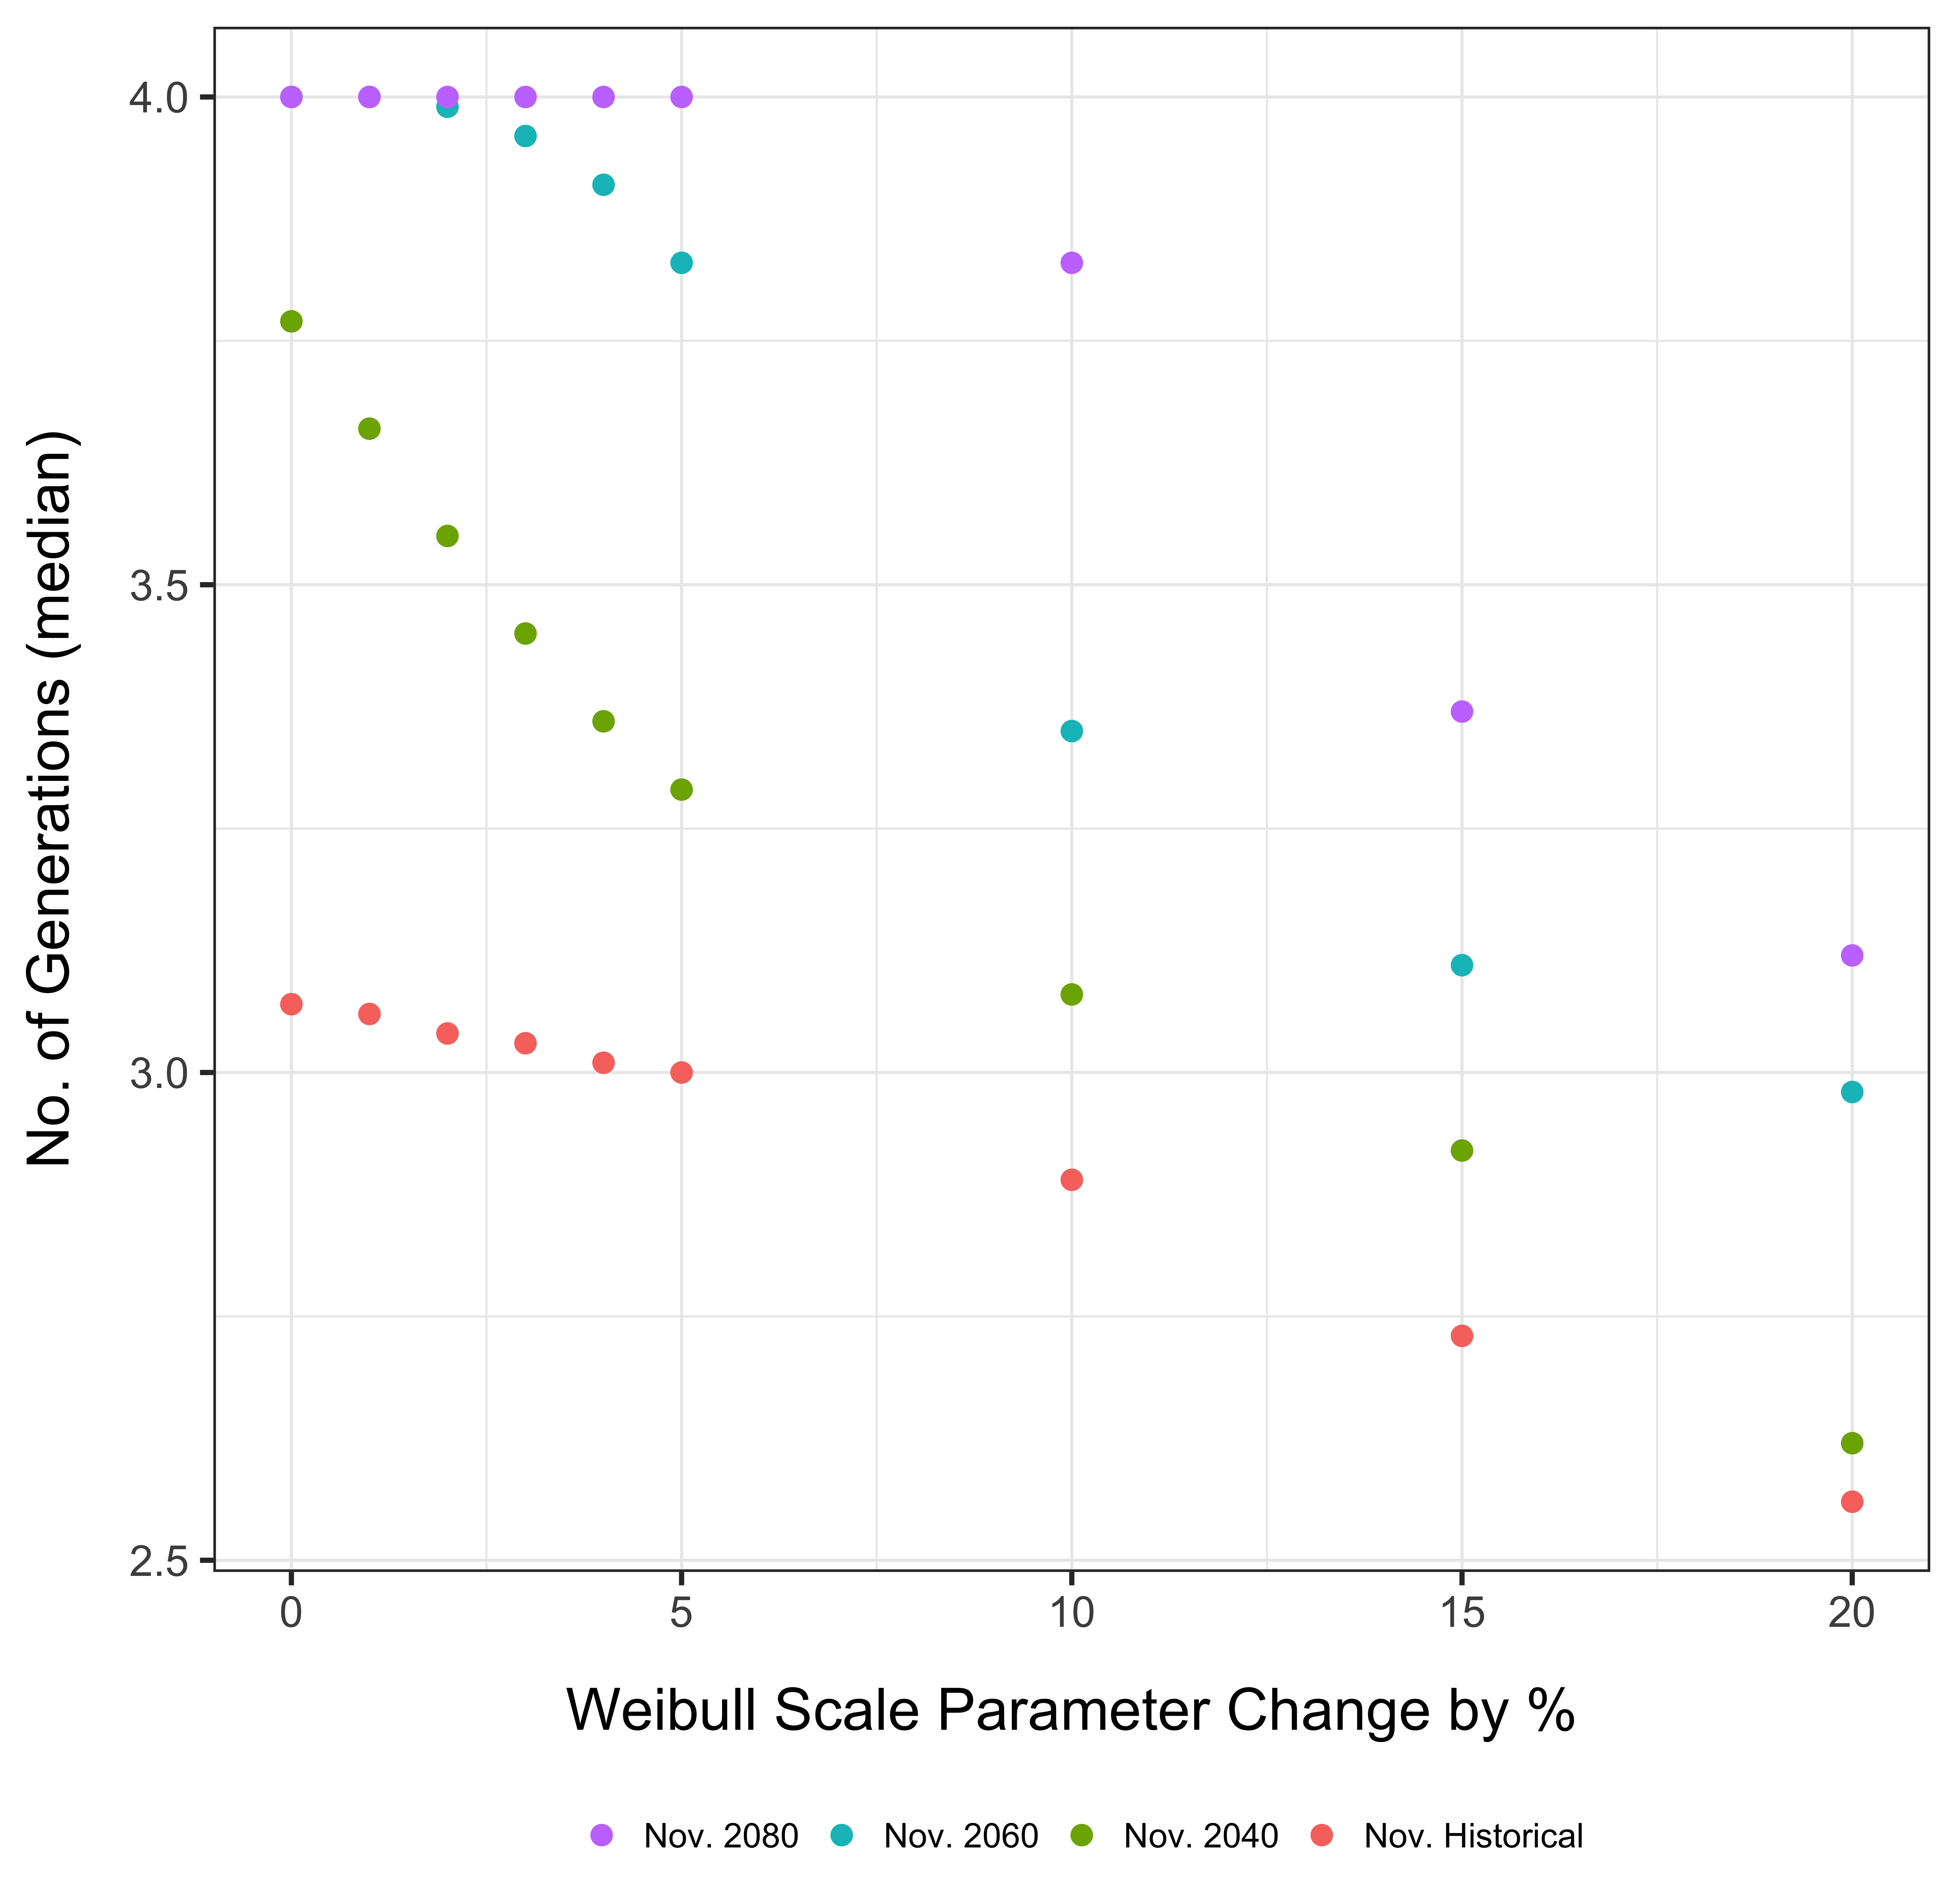 No. of Generations (median)
4.0
3.5
3.0
2.5
0 5 10 15 20
Weibull Scale Parameter Change by %
Nov. 2080 Nov. 2060 Nov. 2040 Nov. Historical